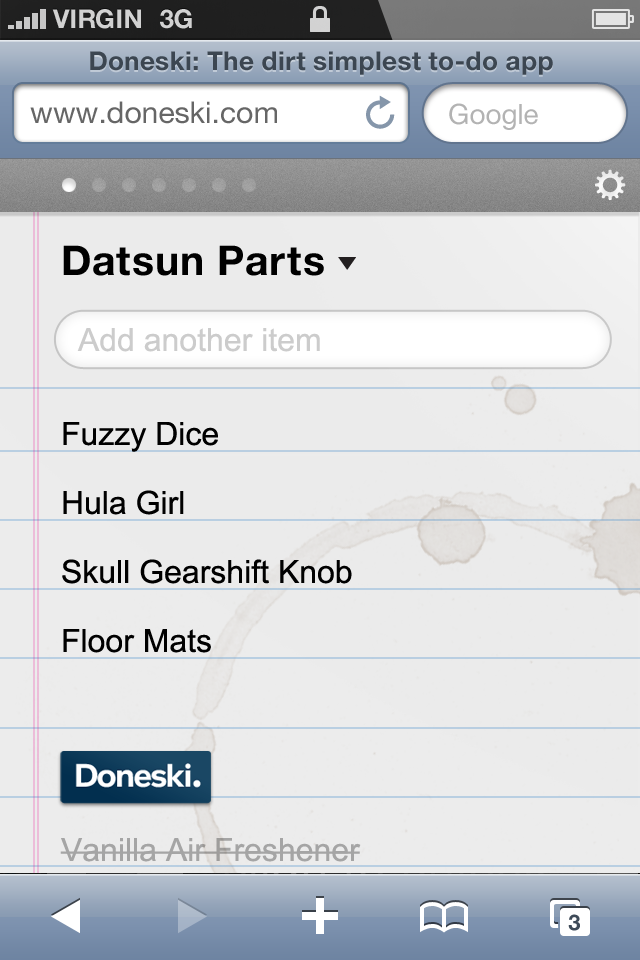 VIRGIN 3G
Doneski: The dirt simplest to-do app
www.doneski.com Google
Datsun Parts
Add another item
Fuzzy Dice
Hula Girl
Skull Gearshift Knob
Floor Mats
Doneski.
Vanilla Air Freshener
3